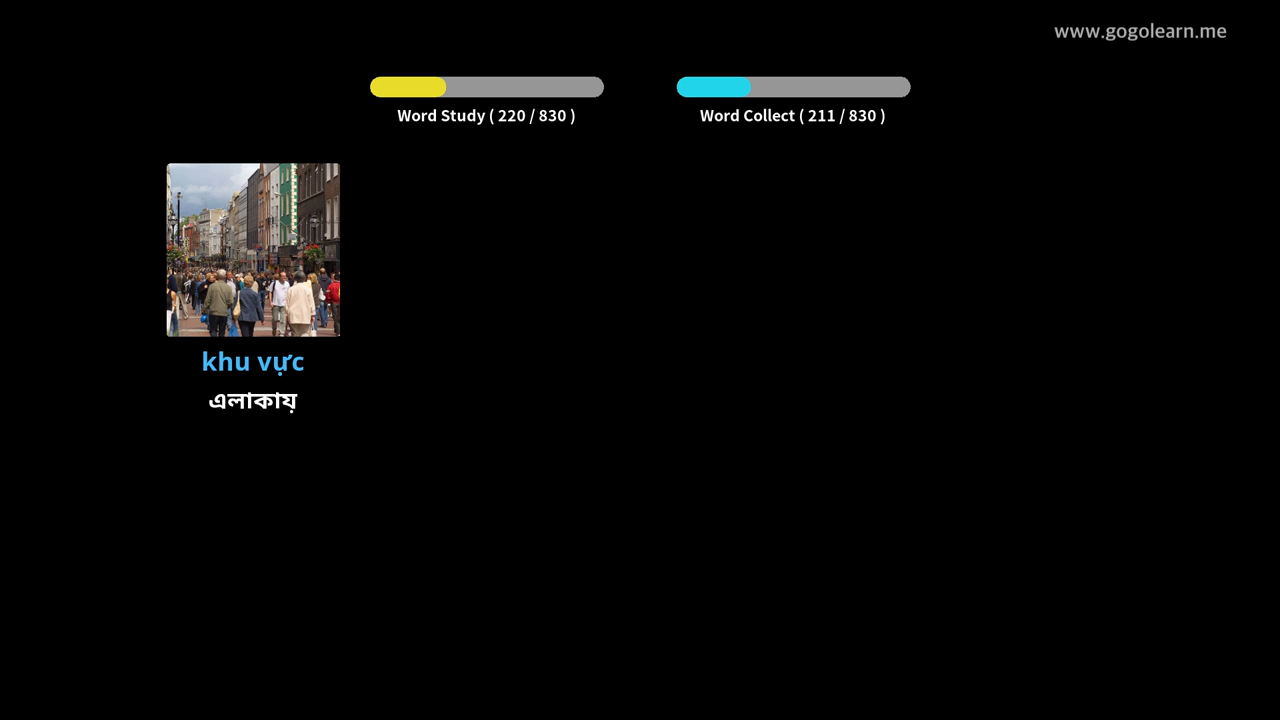 www.gogolearn.me
Word Study ( 220 / 830 )
Word Collect ( 211 / 830 )
khu vực
এলাকায়